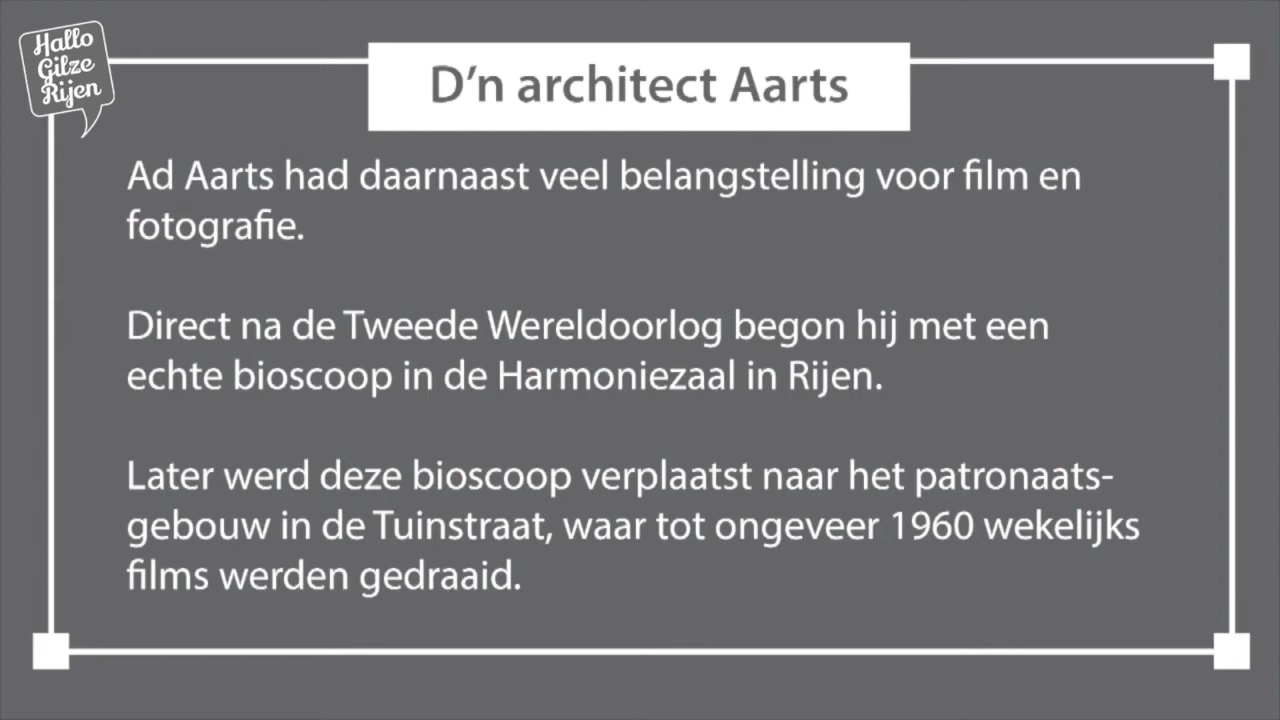 Hallo
Gilze
Rijen
D’n architect Aarts
Ad Aarts had daarnaast veel belangstelling voor film en
fotografie.
Direct na de Tweede Wereldoorlog begon hij met een
echte bioscoop in de Harmoniezaal in Rijen.
Later werd deze bioscoop verplaatst naar het patronaats-
gebouw in de Tuinstraat, waar tot ongeveer 1960 wekelijks
films werden gedraaid.